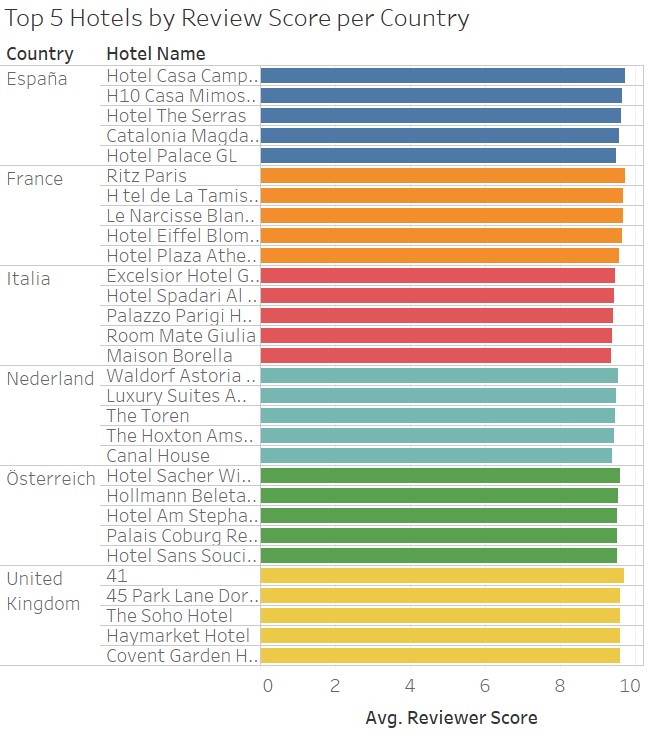 Top 5 Hotels by Review Score per Country
Country Hotel Name
España Hotel Casa Camp..
H10 Casa Mimos..
Hotel The Serras
Catalonia Magda..
Hotel Palace GL
France Ritz Paris
H tel de La Tamis..
Le Narcisse Blan..
Hotel Eiffel Blom..
Hotel Plaza Athe..
Italia Excelsior Hotel G..
Hotel Spadari Al ..
Palazzo Parigi H..
Room Mate Giulia
Maison Borella
Nederland Waldorf Astoria ..
Luxury Suites A..
The Toren
The Hoxton Ams..
Canal House
Österreich Hotel Sacher Wi..
Hollmann Beleta..
Hotel Am Stepha..
Palais Coburg Re..
Hotel Sans Souci..
United Kingdom 41
45 Park Lane Dor..
The Soho Hotel
Haymarket Hotel
Covent Garden H..
0 2 4 6 8 10
Avg. Reviewer Score